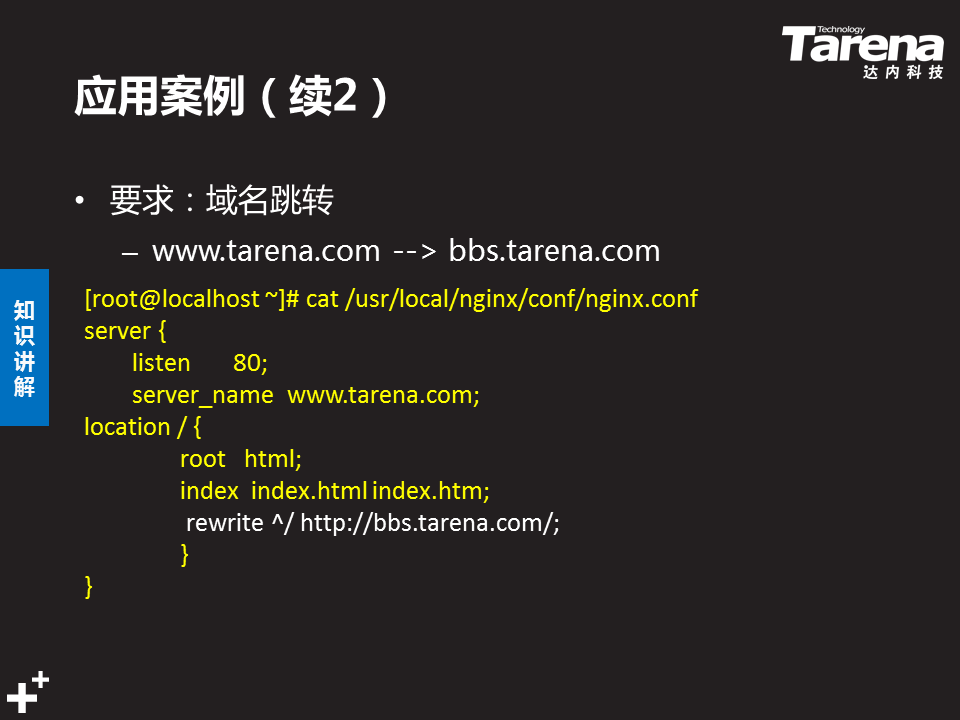 Technology
Tarena
达内科技
应用案例（续2）
• 要求：域名跳转
– www.tarena.com --> bbs.tarena.com
知识讲解
[root@localhost ~]# cat /usr/local/nginx/conf/nginx.conf
server {
listen 80;
server_name www.tarena.com;
location / {
root html;
index index.html index.htm;
rewrite ^/ http://bbs.tarena.com/;
}
}